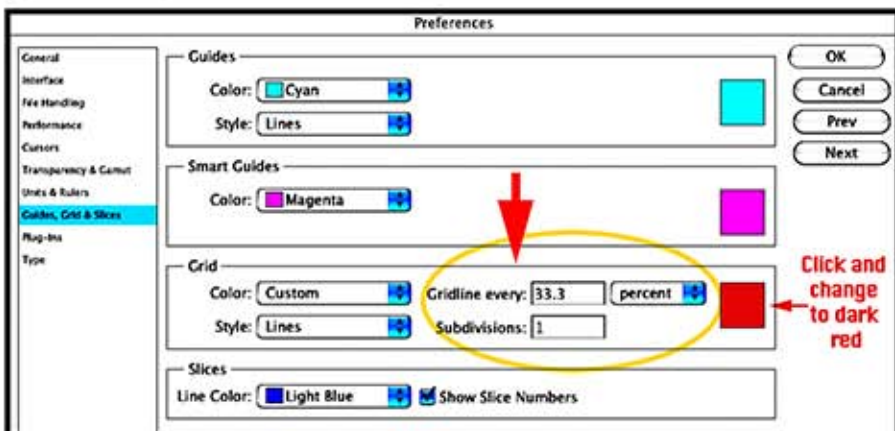 Preferences
General
Interface
File Handling
Performance
Cursors
Transparency & Gamut
Units & Rulers
Guides, Grid & Slices
Plug-Ins
Type
Guides
Color: Cyan
Style: Lines
Smart Guides
Color: Magenta
Grid
Color: Custom
Gridline every: 33.3 percent
Style: Lines
Subdivisions: 1
Slices
Line Color: Light Blue
Show Slice Numbers
OK
Cancel
Prev
Next
Click and
change
to dark
red